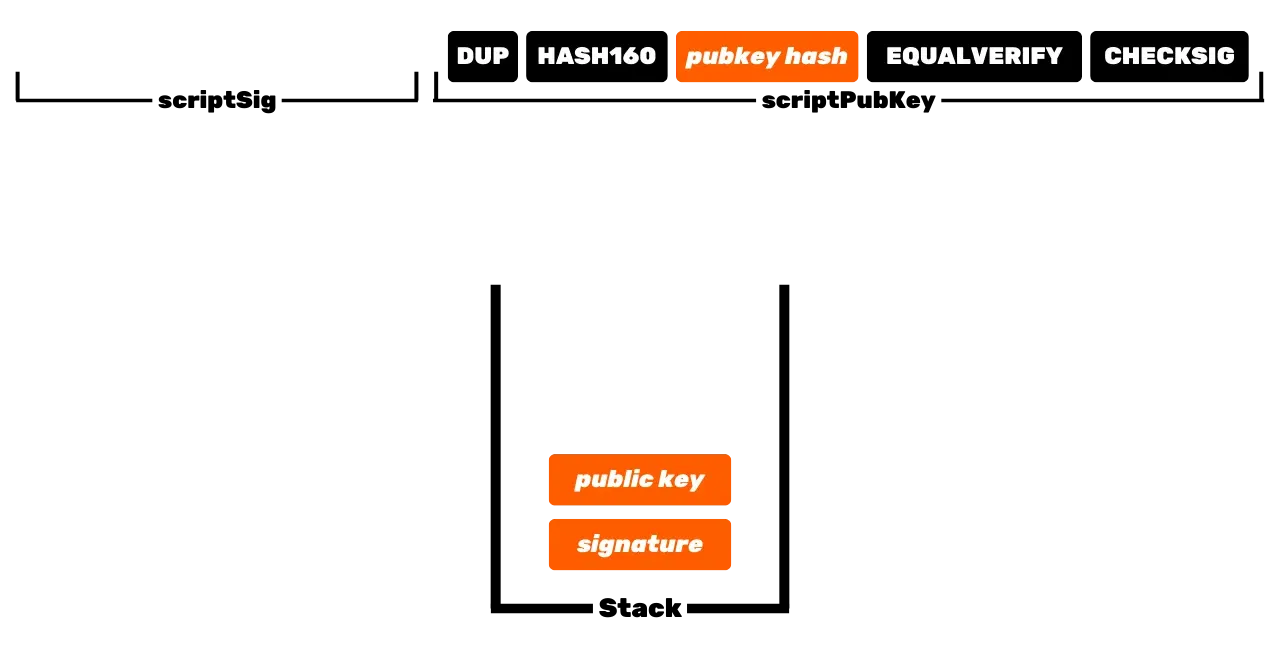 DUP HASH160 pubkey hash EQUALVERIFY CHECKSIG
scriptSig scriptPubKey
public key
signature
Stack